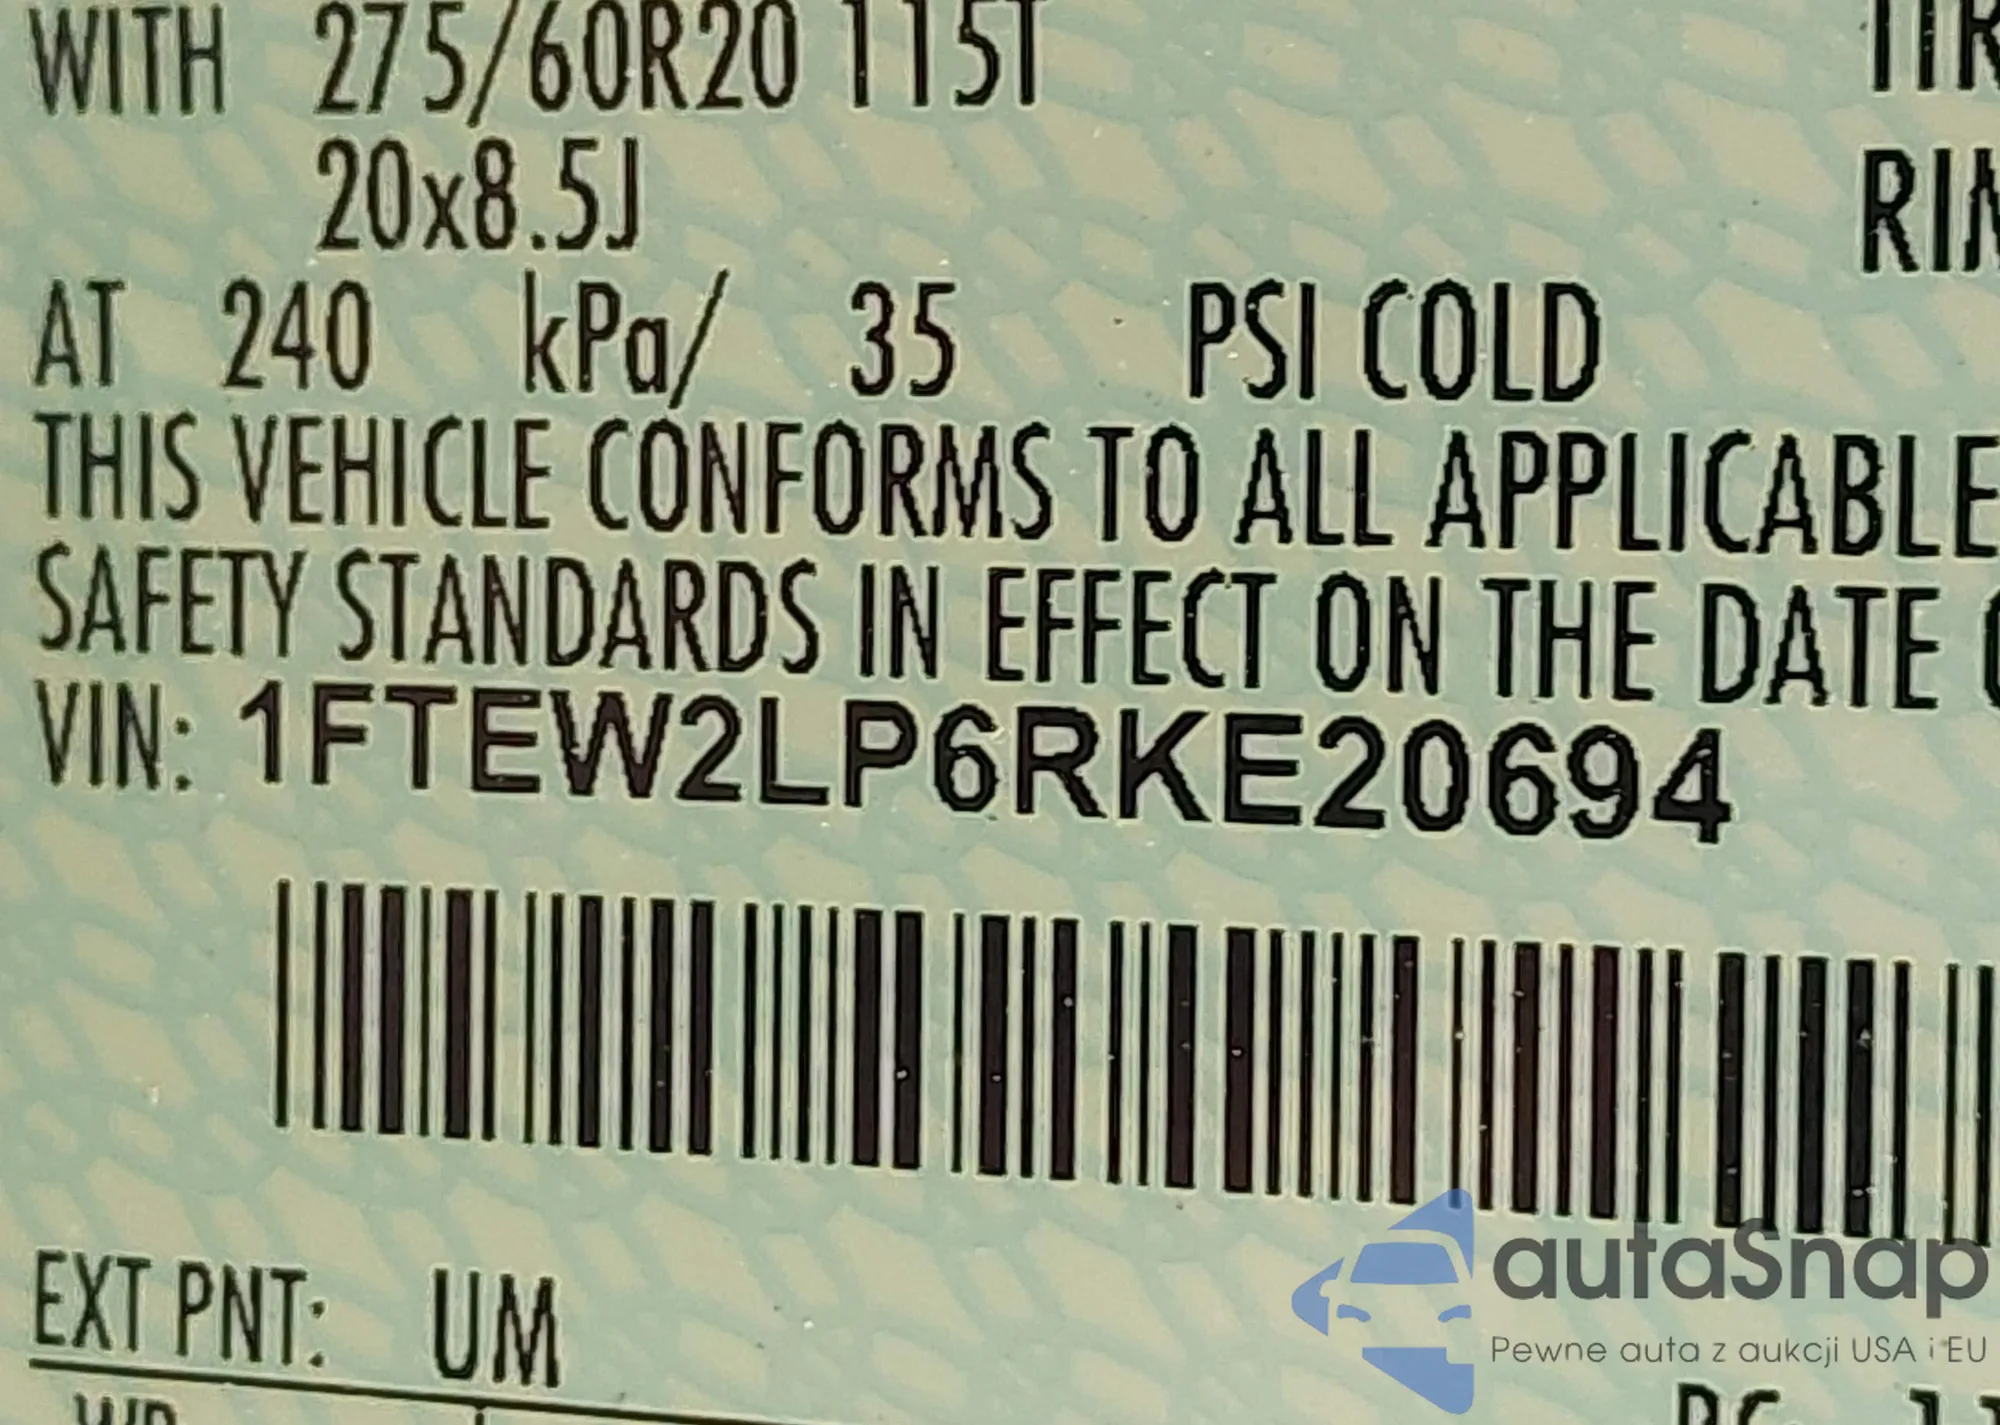 WITH 275/60R20 115T
20x8.5J
RIN
AT 240 kPa/ 35 PSI COLD
THIS VEHICLE CONFORMS TO ALL APPLICABLE
SAFETY STANDARDS IN EFFECT ON THE DATE
VIN: 1FTEW2LP6RKE20694
autaSnap
Pewne auta z aukcji USA i EU
EXT PNT: UM